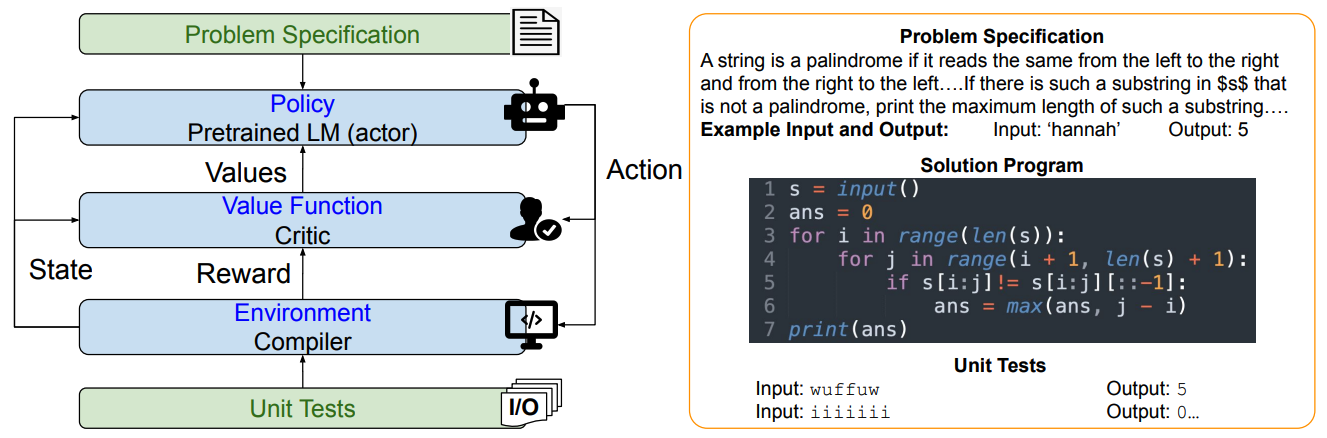 Problem Specification
Policy
Pretrained LM (actor)
Values
Action
Value Function
Critic
State
Reward
Environment
</>
Compiler
Unit Tests
I/O
Problem Specification
A string is a palindrome if it reads the same from the left to the right
and from the right to the left….If there is such a substring in $s$ that
is not a palindrome, print the maximum length of such a substring….
Example Input and Output: Input: ‘hannah’ Output: 5
Solution Program
1 s = input()
2 ans = 0
3 for i in range(len(s)):
4 for j in range(i + 1, len(s) + 1):
5 if s[i:j]!= s[i:j][::-1]:
6 ans = max(ans, j - i)
7 print(ans)
Unit Tests
Input: wuffuw Output: 5
Input: iiiiiii Output: 0…